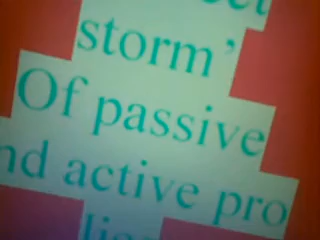 storm’
Of passive
nd active pro